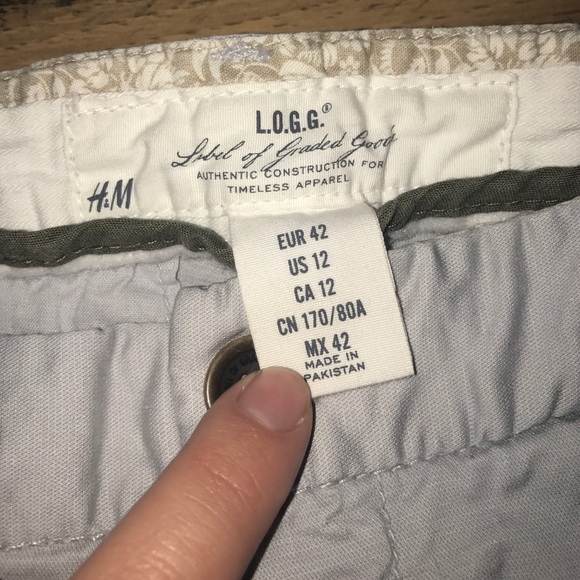 L.O.G.G.®
Label of Graded Goods
AUTHENTIC CONSTRUCTION FOR
TIMELESS APPAREL
H&M
EUR 42
US 12
CA 12
CN 170/80A
MX 42
MADE IN
PAKISTAN